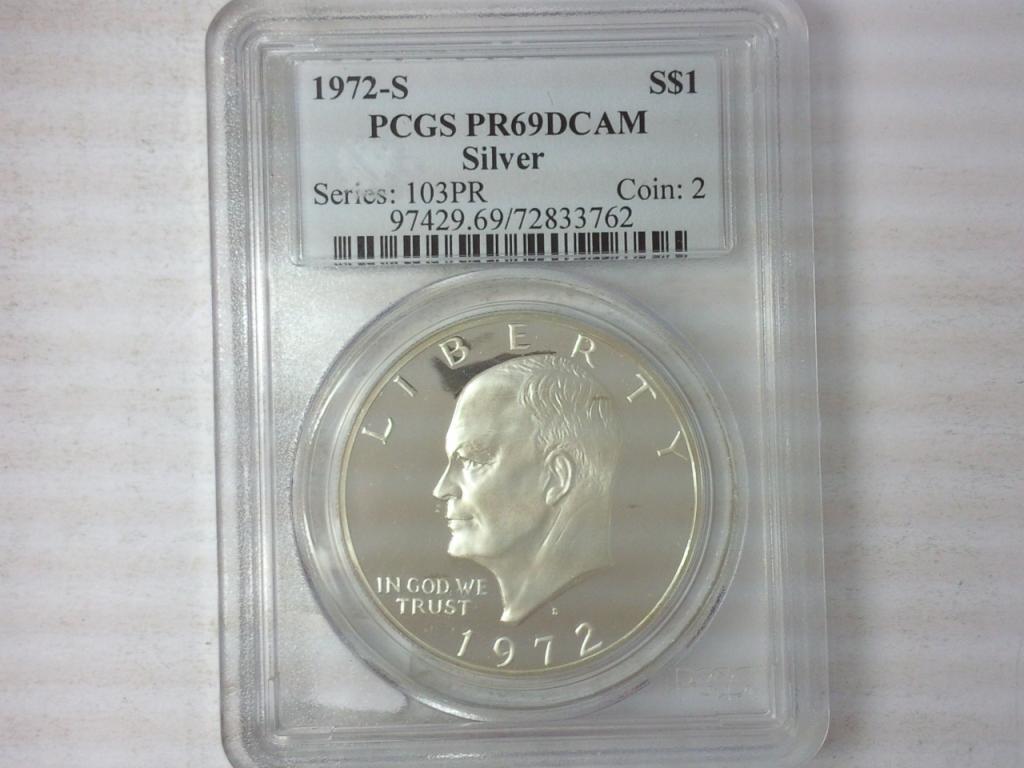 1972-S S$1
PCGS PR69DCAM
Silver
Series: 103PR Coin: 2
97429.69/72833762
LIBERTY
IN GOD WE
TRUST
1972